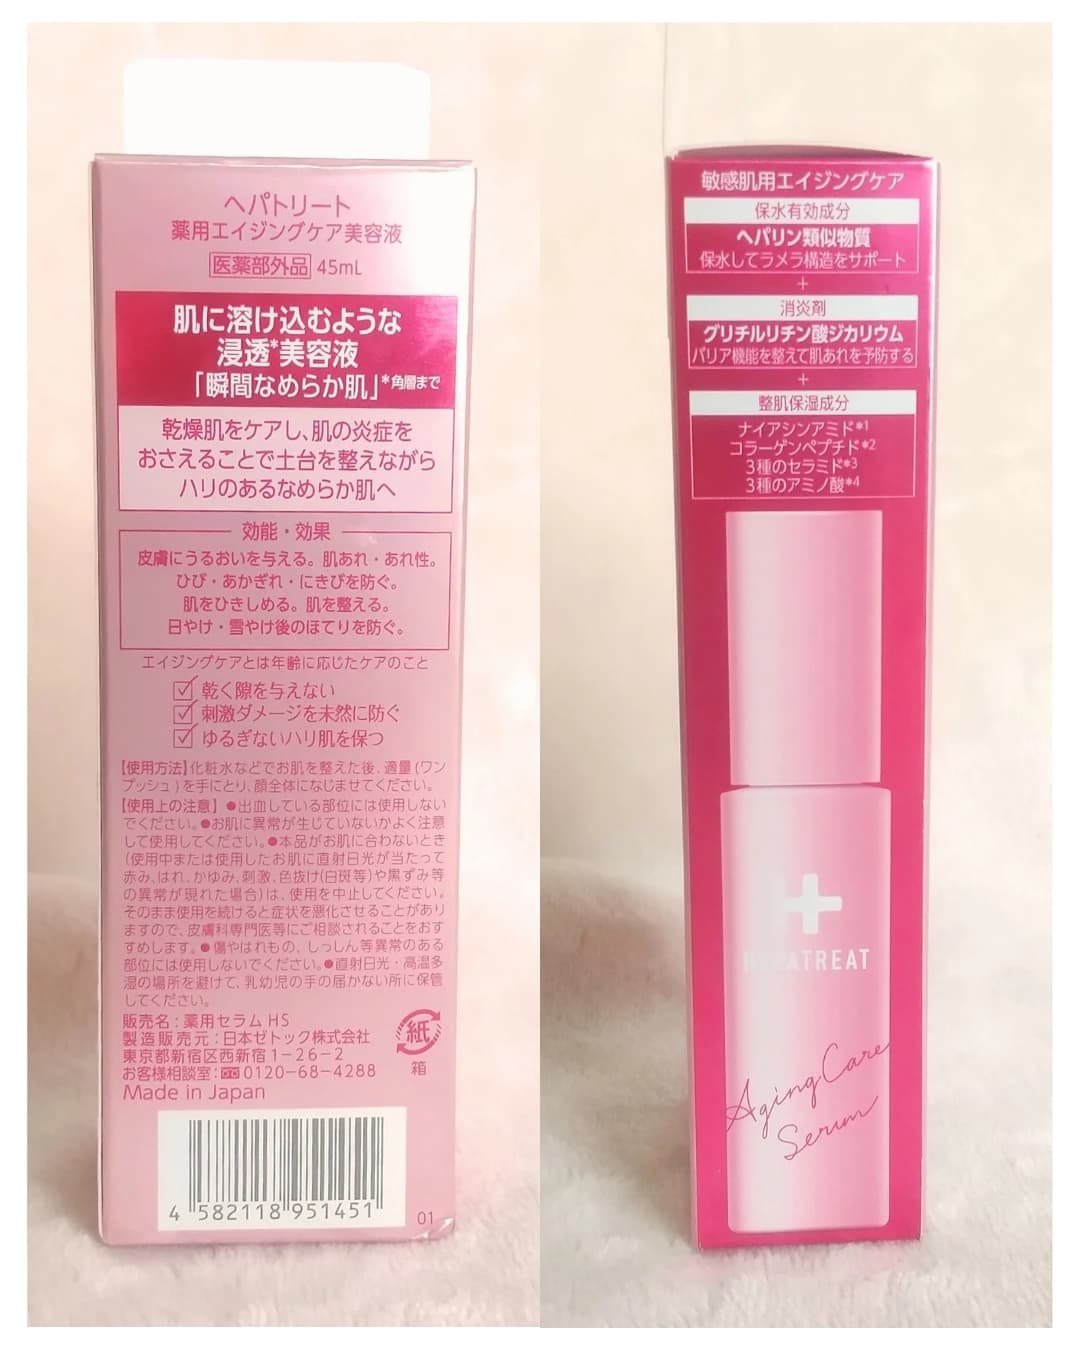 ヘパトリート
薬用エイジングケア美容液
医薬部外品 45mL
肌に溶け込むような
浸透*美容液
「瞬間なめらか肌」*角層まで
乾燥肌をケアし、肌の炎症を
おさえることで土台を整えながら
ハリのあるなめらか肌へ
効能・効果
皮膚にうるおいを与える。肌あれ・あれ性。
ひび・あかぎれ・にきびを防ぐ。
肌をひきしめる。肌を整える。
日やけ・雪やけ後のほてりを防ぐ。
エイジングケアとは年齢に応じたケアのこと
乾く隙を与えない
刺激ダメージを未然に防ぐ
ゆるぎないハリ肌を保つ
【使用方法】化粧水などでお肌を整えた後、適量(ワン
プッシュ)を手にとり、顔全体になじませてください。
【使用上の注意】●出血している部位には使用しない
でください。●お肌に異常が生じていないかよく注意
して使用してください。●本品がお肌に合わないとき
(使用中または使用したお肌に直射日光が当たって
赤み、はれ、かゆみ、刺激、色抜け(白斑等)や黒ずみ等
の異常が現れた場合)は、使用を中止してください。
そのまま使用を続けると症状を悪化させることがあり
ますので、皮膚科専門医等にご相談されることをおす
すめします。●傷やはれもの、しっしん等異常のある
部位には使用しないでください。●直射日光・高温多
湿の場所を避けて、乳幼児の手の届かない所に保管
してください。
販売名:薬用セラムHS
製造販売元:日本ゼトック株式会社
東京都新宿区西新宿1-26-2
お客様相談室:0120-68-4288
Made in Japan
紙
箱
4 582118 951451
01
敏感肌用エイジングケア
保水有効成分
ヘパリン類似物質
保水してラメラ構造をサポート
+
消炎剤
グリチルリチン酸ジカリウム
バリア機能を整えて肌あれを予防する
+
整肌保湿成分
ナイアシンアミド*1
コラーゲンペプチド*2
3種のセラミド*3
3種のアミノ酸*4
HEPATREAT
Aging Care
Serum